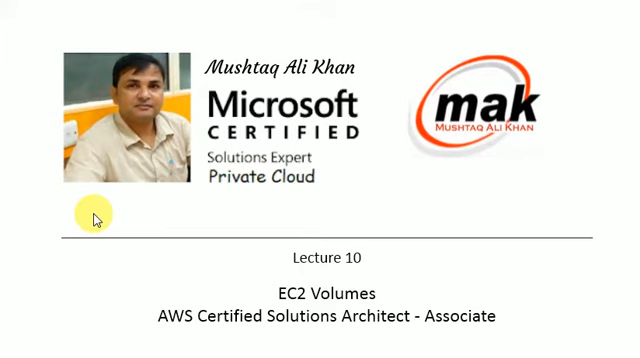 Mushtaq Ali Khan
Microsoft
CERTIFIED
Solutions Expert
Private Cloud
mak
MUSHTAQ ALI KHAN
Lecture 10
EC2 Volumes
AWS Certified Solutions Architect - Associate